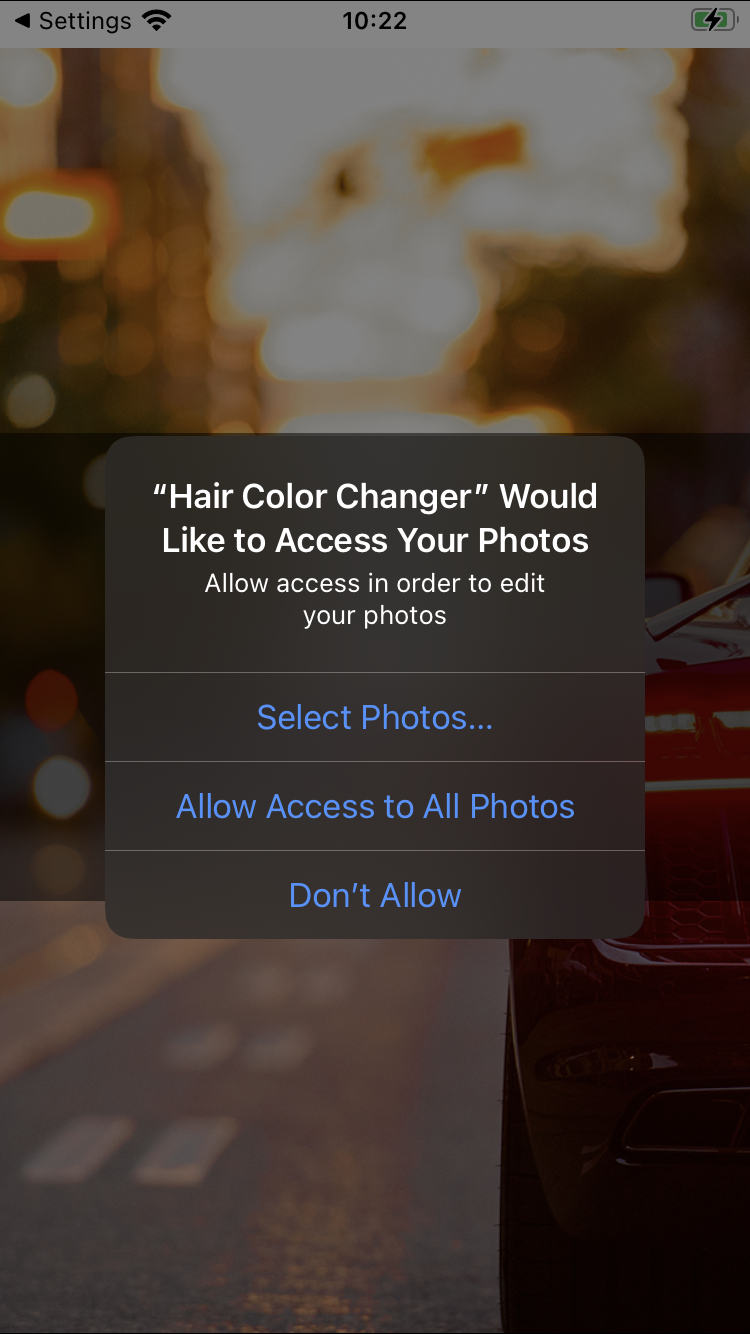 Settings
10:22
“Hair Color Changer” Would
Like to Access Your Photos
Allow access in order to edit
your photos
Select Photos...
Allow Access to All Photos
Don’t Allow